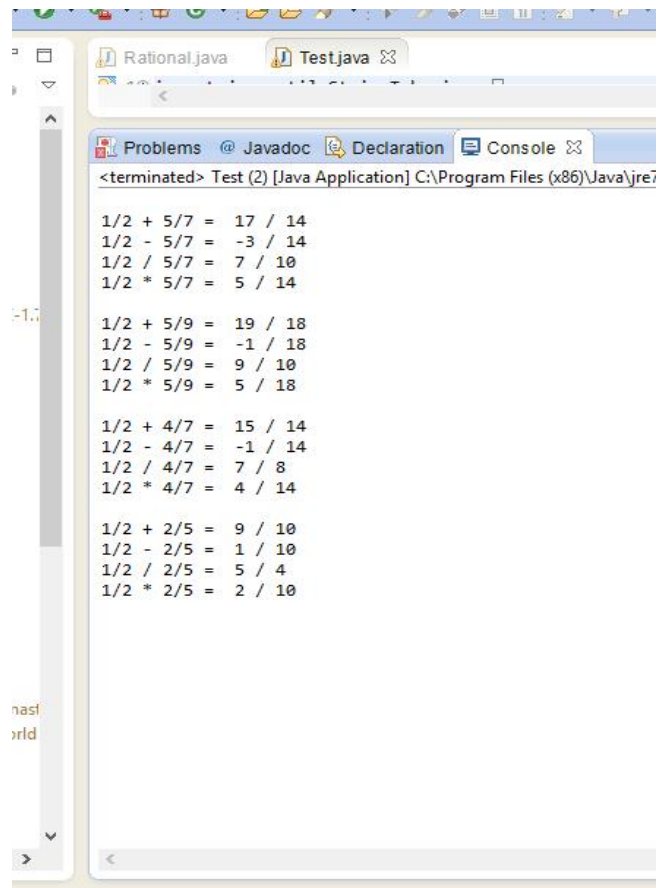 Rational.java Test.java
Problems @ Javadoc Declaration Console
<terminated> Test (2) [Java Application] C:\Program Files (x86)\Java\jre7
1/2 + 5/7 = 17 / 14
1/2 - 5/7 = -3 / 14
1/2 / 5/7 = 7 / 10
1/2 * 5/7 = 5 / 14
1/2 + 5/9 = 19 / 18
1/2 - 5/9 = -1 / 18
1/2 / 5/9 = 9 / 10
1/2 * 5/9 = 5 / 18
1/2 + 4/7 = 15 / 14
1/2 - 4/7 = -1 / 14
1/2 / 4/7 = 7 / 8
1/2 * 4/7 = 4 / 14
1/2 + 2/5 = 9 / 10
1/2 - 2/5 = 1 / 10
1/2 / 2/5 = 5 / 4
1/2 * 2/5 = 2 / 10